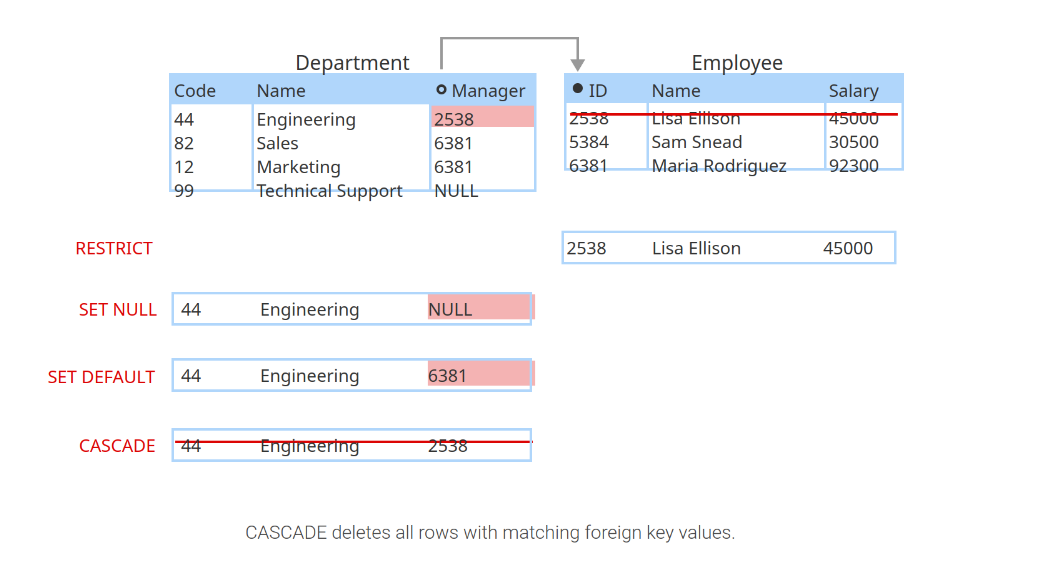 Department Employee
Code Name Manager ID Name Salary
44 Engineering 2538 2538 Lisa Ellison 45000
82 Sales 6381 5384 Sam Snead 30500
12 Marketing 6381 6381 Maria Rodriguez 92300
99 Technical Support NULL
RESTRICT 2538 Lisa Ellison 45000
SET NULL 44 Engineering NULL
SET DEFAULT 44 Engineering 6381
CASCADE 44 Engineering 2538
CASCADE deletes all rows with matching foreign key values.